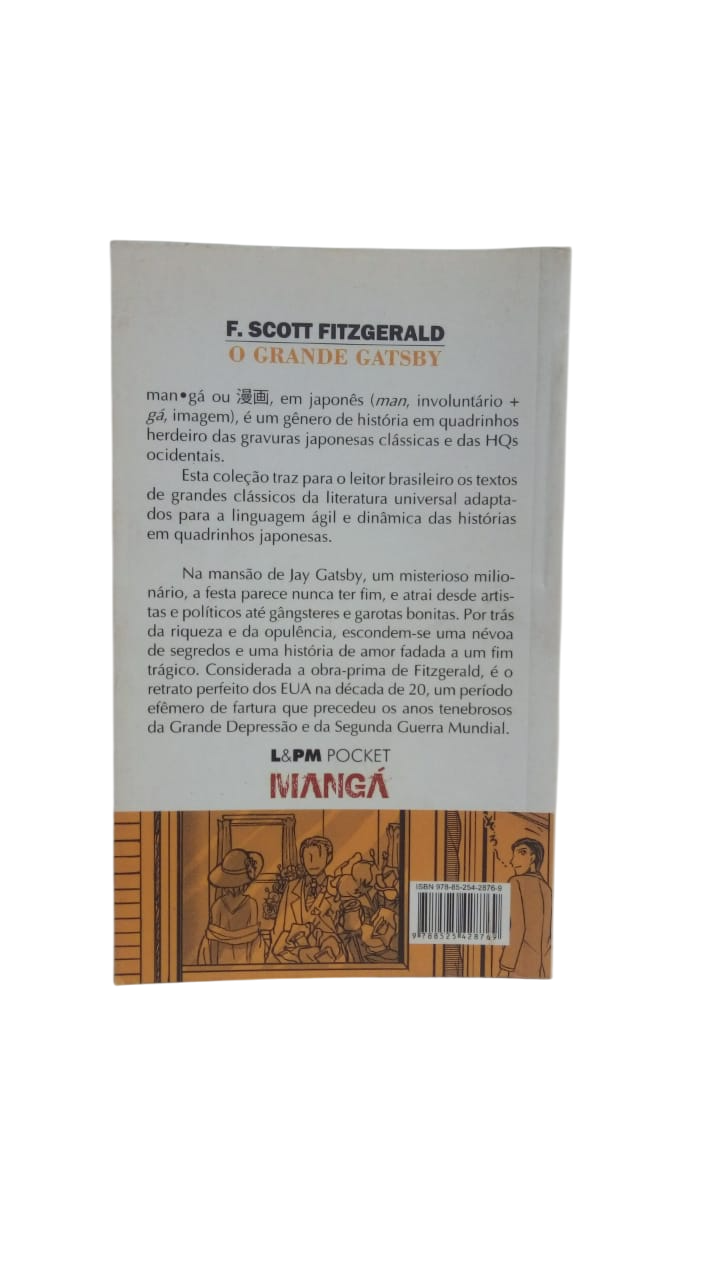 F. SCOTT FITZGERALD
O GRANDE GATSBY
man•gá ou 漫画, em japonês (man, involuntário +
gá, imagem), é um gênero de história em quadrinhos
herdeiro das gravuras japonesas clássicas e das HQs
ocidentais.
Esta coleção traz para o leitor brasileiro os textos
de grandes clássicos da literatura universal adapta-
dos para a linguagem ágil e dinâmica das histórias
em quadrinhos japonesas.
Na mansão de Jay Gatsby, um misterioso milio-
nário, a festa parece nunca ter fim, e atrai desde artis-
tas e políticos até gângsteres e garotas bonitas. Por trás
da riqueza e da opulência, escondem-se uma névoa
de segredos e uma história de amor fadada a um fim
trágico. Considerada a obra-prima de Fitzgerald, é o
retrato perfeito dos EUA na década de 20, um período
efêmero de fartura que precedeu os anos tenebrosos
da Grande Depressão e da Segunda Guerra Mundial.
L&PM POCKET
MANGÁ
ISBN 978-85-254-2876-9
9 788525 428769